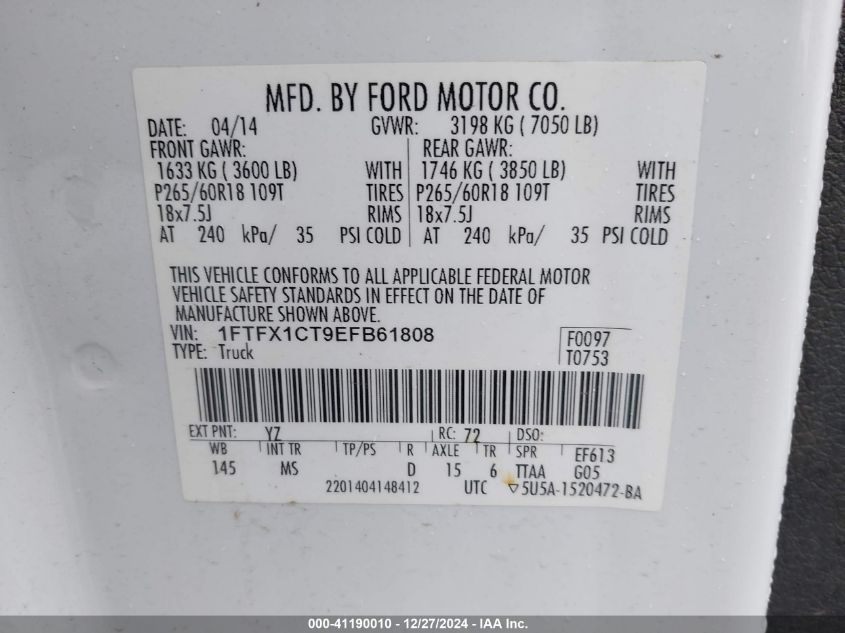 MFD. BY FORD MOTOR CO.
DATE: 04/14 GVWR: 3198 KG ( 7050 LB)
FRONT GAWR: REAR GAWR:
1633 KG ( 3600 LB) WITH 1746 KG ( 3850 LB) WITH
P265/60R18 109T TIRES P265/60R18 109T TIRES
18x7.5J RIMS 18x7.5J RIMS
AT 240 kPa/ 35 PSI COLD AT 240 kPa/ 35 PSI COLD
THIS VEHICLE CONFORMS TO ALL APPLICABLE FEDERAL MOTOR
VEHICLE SAFETY STANDARDS IN EFFECT ON THE DATE OF
MANUFACTURE SHOWN ABOVE.
VIN: 1FTFX1CT9EFB61808 F0097
TYPE: Truck T0753
EXT PNT: YZ RC: 72 DSO:
WB INT TR TP/PS R AXLE TR SPR EF613
145 MS D 15 6 TTAA G05
2201404148412 UTC ▽5U5A-1520472-BA
000-41190010 - 12/27/2024 - IAA Inc.